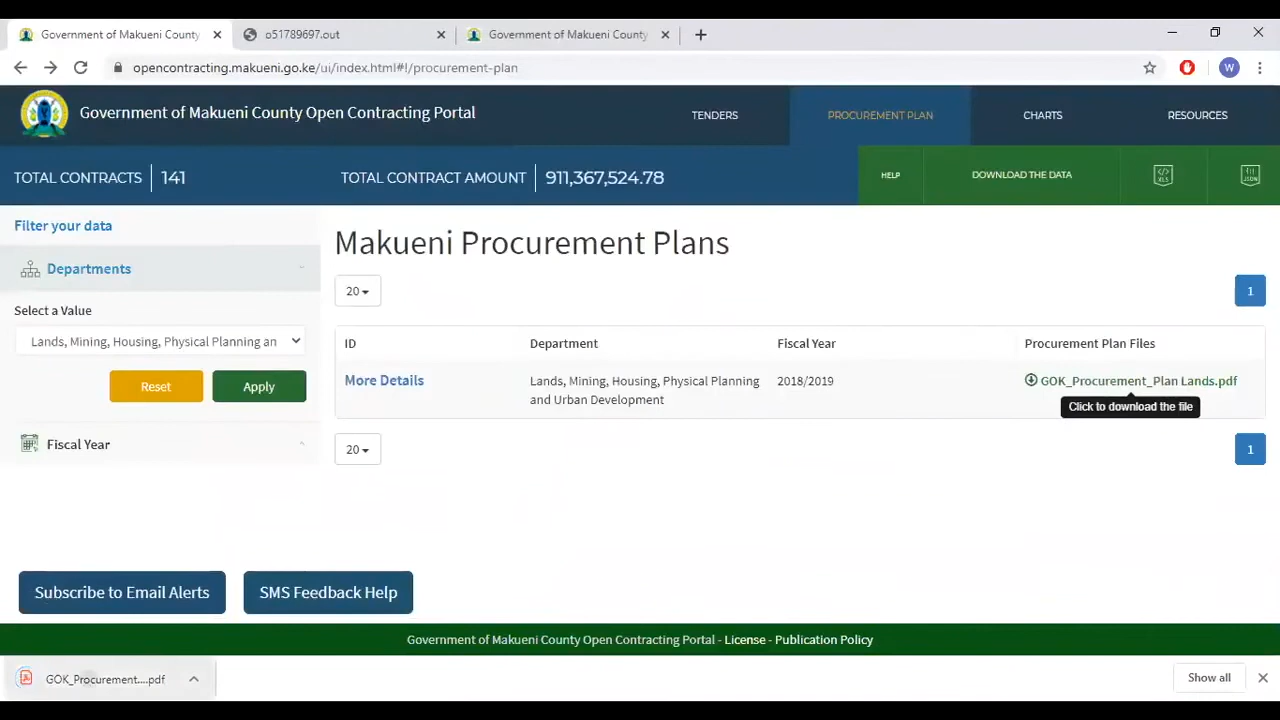 Government of Makueni County
o51789697.out
Government of Makueni County
opencontracting.makueni.go.ke/ui/index.html#!/procurement-plan
W
Government of Makueni County Open Contracting Portal
TENDERS
PROCUREMENT PLAN
CHARTS
RESOURCES
TOTAL CONTRACTS 141
TOTAL CONTRACT AMOUNT 911,367,524.78
HELP
DOWNLOAD THE DATA
XLS
JSON
Filter your data
Departments
Select a Value
Lands, Mining, Housing, Physical Planning an
Reset
Apply
Fiscal Year
Makueni Procurement Plans
20
1
ID
Department
Fiscal Year
Procurement Plan Files
More Details
Lands, Mining, Housing, Physical Planning
and Urban Development
2018/2019
GOK_Procurement_Plan Lands.pdf
Click to download the file
20
1
Subscribe to Email Alerts
SMS Feedback Help
Government of Makueni County Open Contracting Portal - License - Publication Policy
GOK_Procurement....pdf
Show all